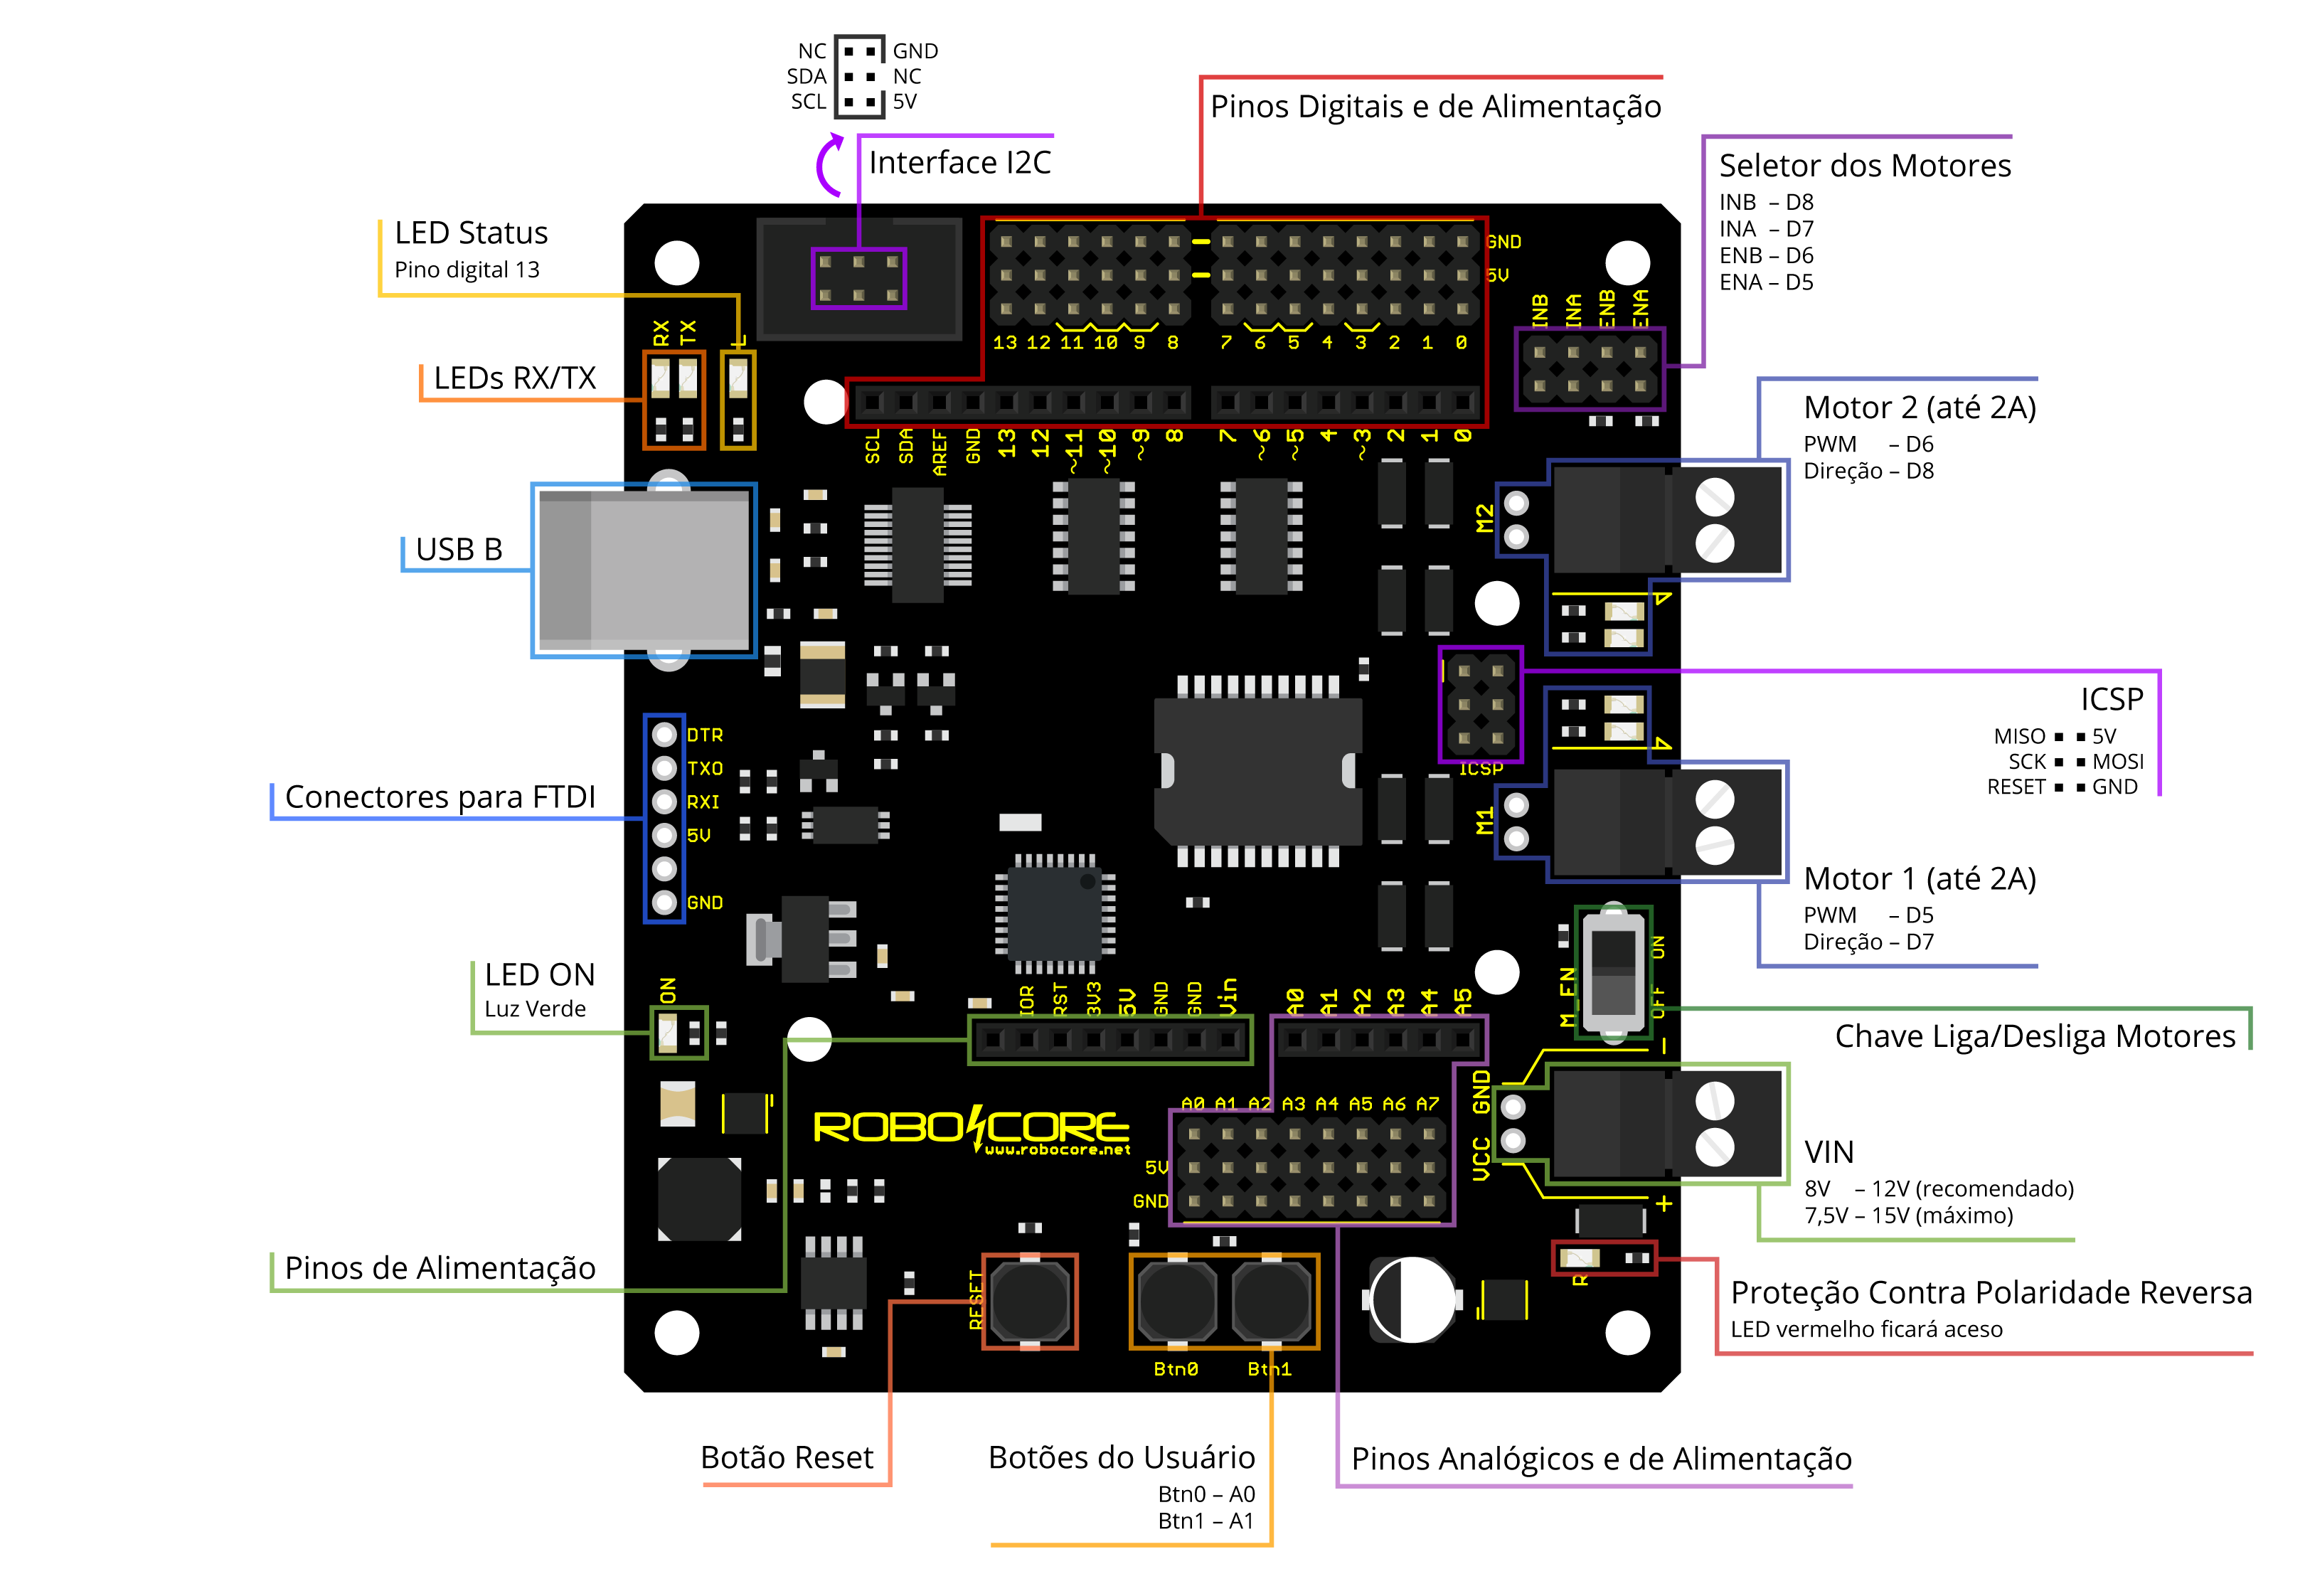 NC GND
SDA NC
SCL 5V
Interface I2C
Pinos Digitais e de Alimentação
Seletor dos Motores
INB – D8
INA – D7
ENB – D6
ENA – D5
LED Status
Pino digital 13
LEDs RX/TX
RX
TX
L
GND
5V
13 12 11 10 9 8 7 6 5 4 3 2 1 0
INB INA ENB ENA
SCL SDA AREF GND 13 12 ~11 ~10 ~9 8 7 ~6 ~5 4 ~3 2 1 0
Motor 2 (até 2A)
PWM – D6
Direção – D8
M2
USB B
ICSP
MISO 5V
SCK MOSI
RESET GND
ICSP
Conectores para FTDI
DTR
TXO
RXI
5V
GND
M1
Motor 1 (até 2A)
PWM – D5
Direção – D7
LED ON
Luz Verde
ON
IOR RST 3V3 5V GND GND Vin
A0 A1 A2 A3 A4 A5
M_EN
ON
OFF
Chave Liga/Desliga Motores
–
GND
VCC
+
VIN
8V – 12V (recomendado)
7,5V – 15V (máximo)
ROBOCORE
www.robocore.net
A0 A1 A2 A3 A4 A5 A6 A7
5V
GND
Pinos de Alimentação
RESET
Btn0 Btn1
R
Proteção Contra Polaridade Reversa
LED vermelho ficará aceso
Botão Reset
Botões do Usuário
Btn0 – A0
Btn1 – A1
Pinos Analógicos e de Alimentação